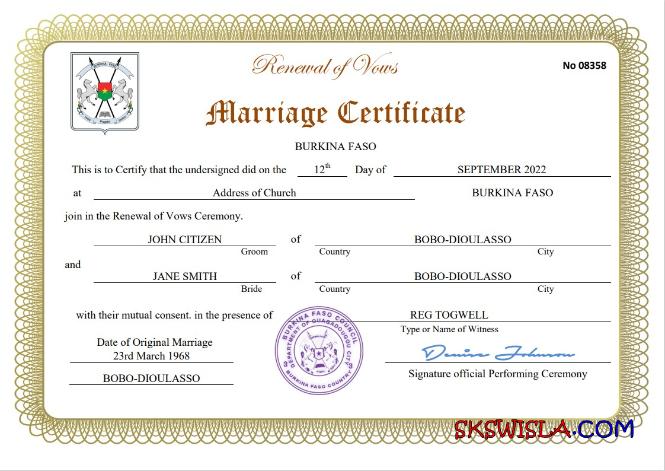 Renewal of Vows
No 08358
Marriage Certificate
BURKINA FASO
This is to Certify that the undersigned did on the 12th Day of SEPTEMBER 2022
at Address of Church BURKINA FASO
join in the Renewal of Vows Ceremony.
JOHN CITIZEN of BOBO-DIOULASSO
Groom Country City
and
JANE SMITH of BOBO-DIOULASSO
Bride Country City
with their mutual consent. in the presence of REG TOGWELL
Type or Name of Witness
Date of Original Marriage
23rd March 1968
Denise Johnson
Signature official Performing Ceremony
BOBO-DIOULASSO
BURKINA FASO COUNCIL
DEPARTMENT OF OUAGADOUGOU CITY
BURKINA FASO COUNTRY
SKSWISLA.COM